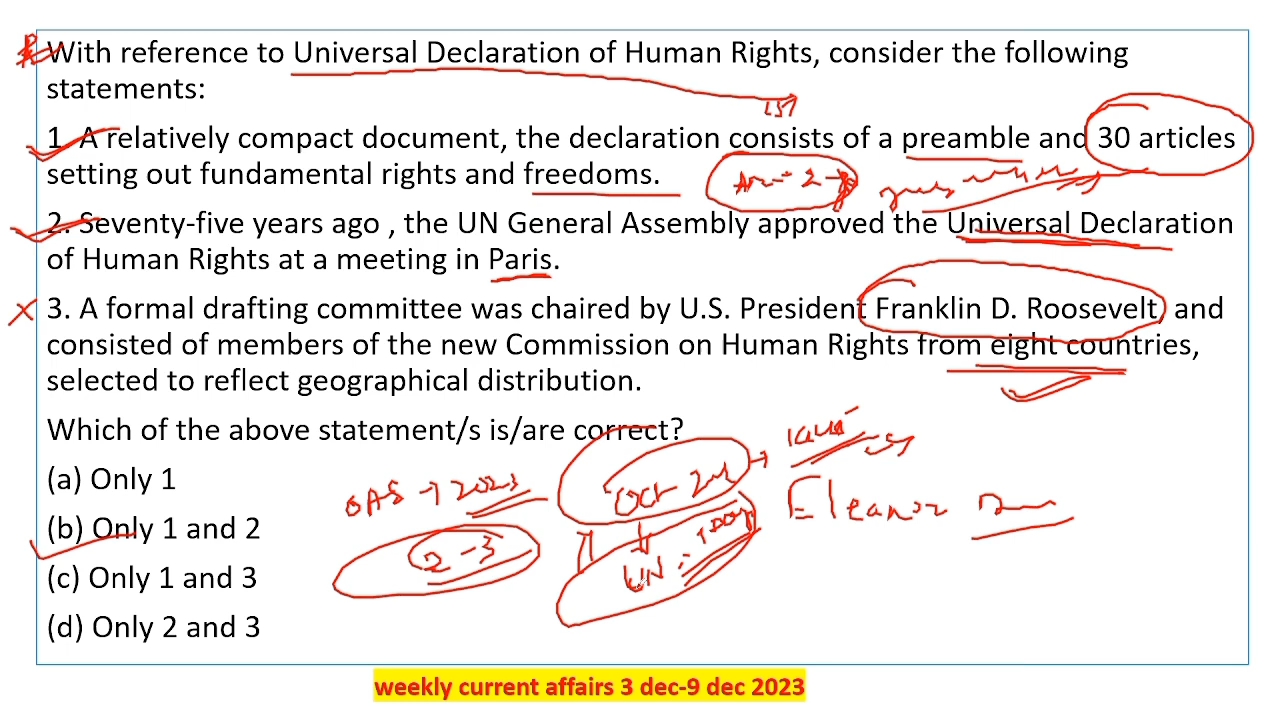 With reference to Universal Declaration of Human Rights, consider the following
statements:
1. A relatively compact document, the declaration consists of a preamble and 30 articles
setting out fundamental rights and freedoms.
2. Seventy-five years ago , the UN General Assembly approved the Universal Declaration
of Human Rights at a meeting in Paris.
3. A formal drafting committee was chaired by U.S. President Franklin D. Roosevelt, and
consisted of members of the new Commission on Human Rights from eight countries,
selected to reflect geographical distribution.
Which of the above statement/s is/are correct?
(a) Only 1
(b) Only 1 and 2
(c) Only 1 and 3
(d) Only 2 and 3
OAS → 2023
2-3
Oct 24
UN
Eleanor
weekly current affairs 3 dec-9 dec 2023